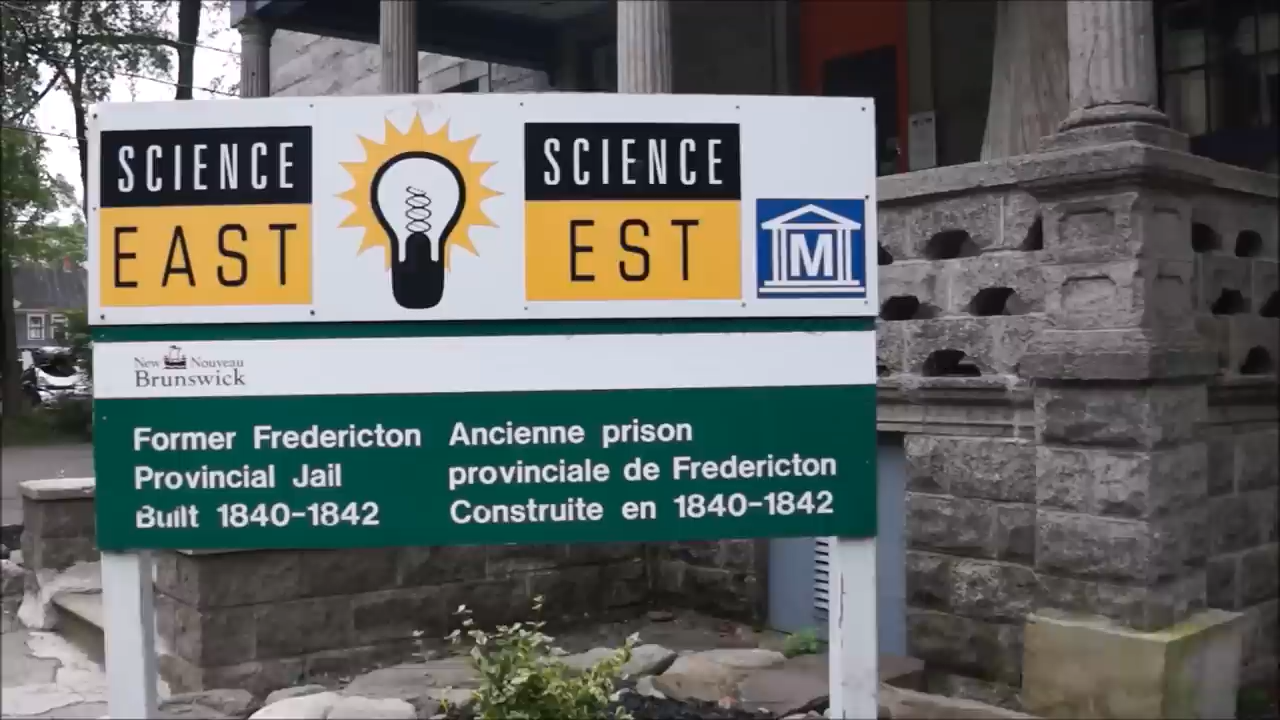 SCIENCE
EAST
SCIENCE
EST
M
New Nouveau
Brunswick
Former Fredericton
Provincial Jail
Built 1840-1842
Ancienne prison
provinciale de Fredericton
Construite en 1840-1842